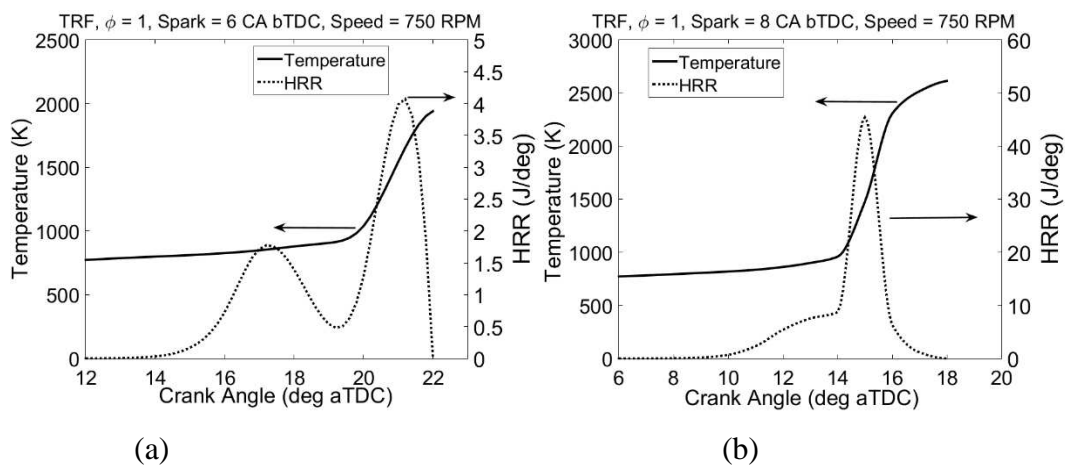 TRF, ϕ = 1, Spark = 6 CA bTDC, Speed = 750 RPM
2500
2000
1500
1000
500
0
Temperature (K)
Temperature
HRR
5
4.5
4
3.5
3
2.5
2
1.5
1
0.5
0
HRR (J/deg)
12 14 16 18 20 22
Crank Angle (deg aTDC)
(a)
TRF, ϕ = 1, Spark = 8 CA bTDC, Speed = 750 RPM
3000
2500
2000
1500
1000
500
0
Temperature (K)
Temperature
HRR
60
50
40
30
20
10
0
HRR (J/deg)
6 8 10 12 14 16 18 20
Crank Angle (deg aTDC)
(b)